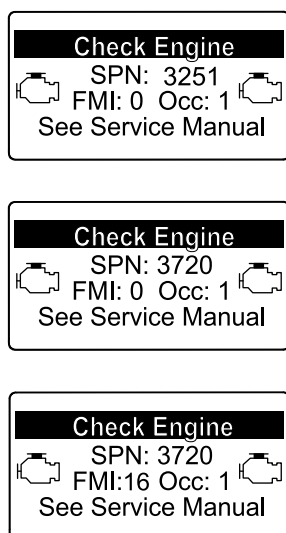 Check Engine
SPN: 3251
FMI: 0 Occ: 1
See Service Manual
Check Engine
SPN: 3720
FMI: 0 Occ: 1
See Service Manual
Check Engine
SPN: 3720
FMI:16 Occ: 1
See Service Manual